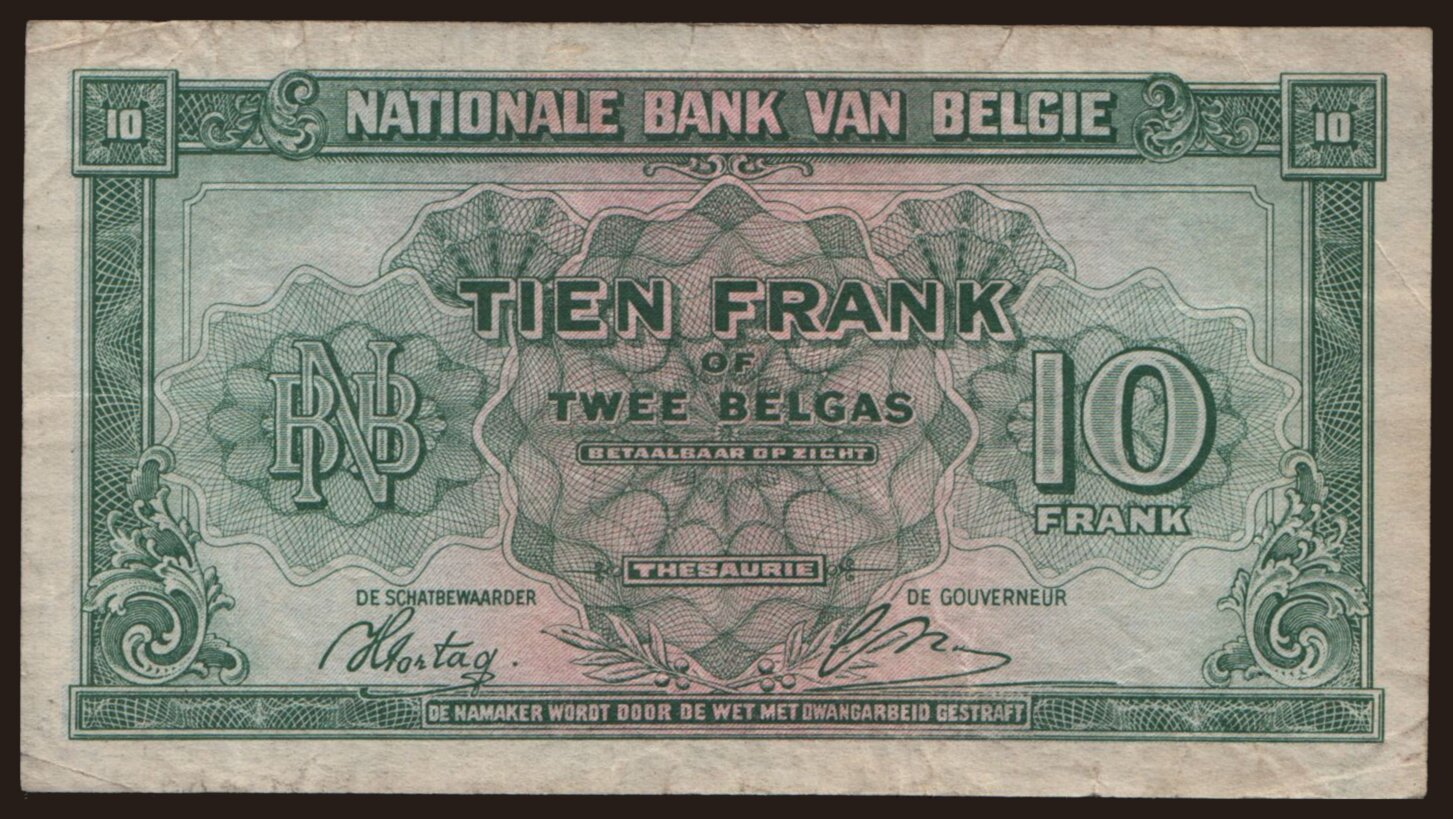 10 NATIONALE BANK VAN BELGIE 10
TIEN FRANK
OF
TWEE BELGAS
BETAALBAAR OP ZICHT
BNB
10
FRANK
THESAURIE
DE SCHATBEWAARDER
DE GOUVERNEUR
DE NAMAKER WORDT DOOR DE WET MET DWANGARBEID GESTRAFT